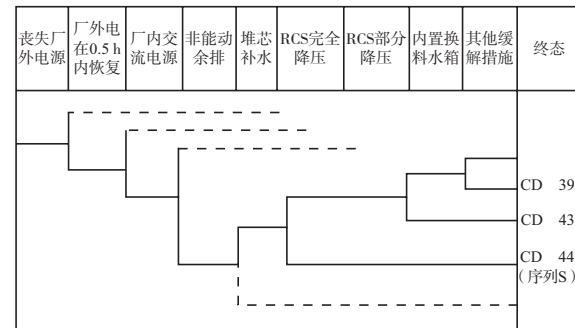 丧失厂
外电源
厂外电
在0.5 h
内恢复
厂内交
流电源
非能动
余排
堆芯
补水
RCS完全
降压
RCS部分
降压
内置换
料水箱
其他缓
解措施
终态
CD 39
CD 43
CD 44
(序列S)